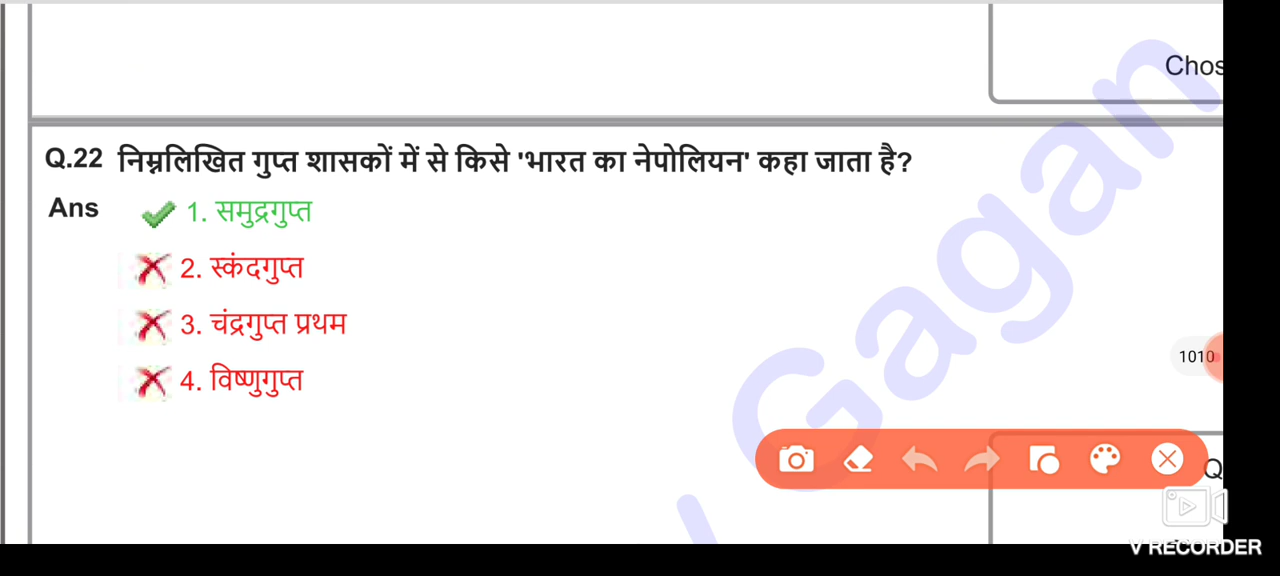 Chos
Q.22 निम्नलिखित गुप्त शासकों में से किसे 'भारत का नेपोलियन' कहा जाता है?
Ans 1. समुद्रगुप्त
2. स्कंदगुप्त
3. चंद्रगुप्त प्रथम
4. विष्णुगुप्त
1010
Gagan
Q
V RECORDER